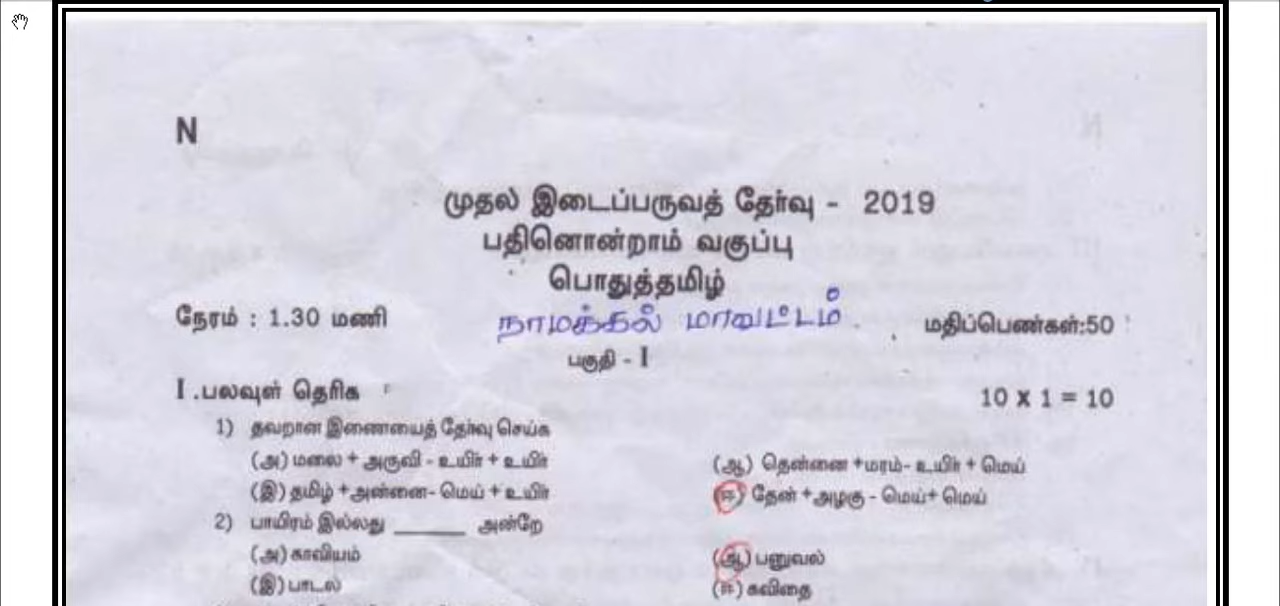 N
முதல் இடைப்பருவத் தேர்வு - 2019
பதினொன்றாம் வகுப்பு
பொதுத்தமிழ்
நேரம் : 1.30 மணி நாமக்கல் மாவட்டம். மதிப்பெண்கள்:50
பகுதி - I
I .பலவுள் தெரிக 10 X 1 = 10
1) தவறான இணையைத் தேர்வு செய்க
(அ) மலை + அருவி - உயிர் + உயிர் (ஆ) தென்னை +மரம்- உயிர் + மெய்
(இ) தமிழ் +அன்னை- மெய் + உயிர் (ஈ) தேன் +அழகு - மெய்+ மெய்
2) பாயிரம் இல்லது ______ அன்றே
(அ) காவியம் (ஆ) பனுவல்
(இ) பாடல் (ஈ) கவிதை